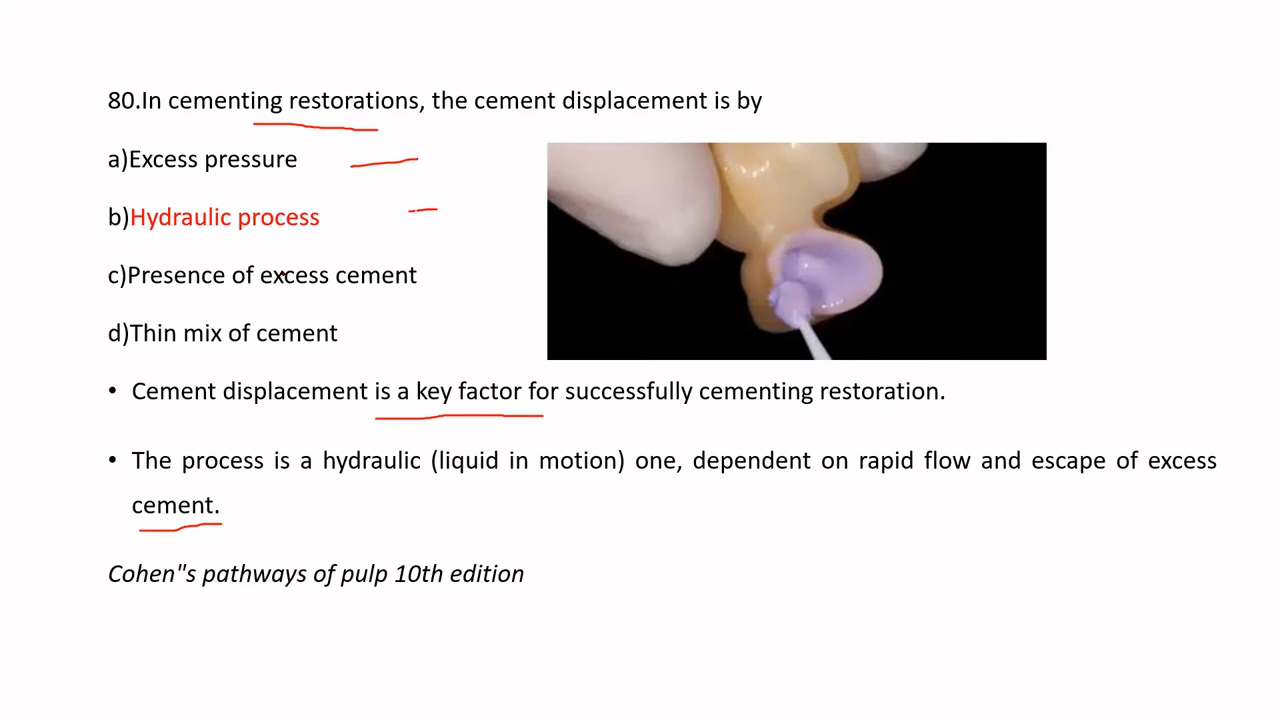 80.In cementing restorations, the cement displacement is by
a)Excess pressure
b)Hydraulic process
c)Presence of excess cement
d)Thin mix of cement
• Cement displacement is a key factor for successfully cementing restoration.
• The process is a hydraulic (liquid in motion) one, dependent on rapid flow and escape of excess
cement.
Cohen"s pathways of pulp 10th edition